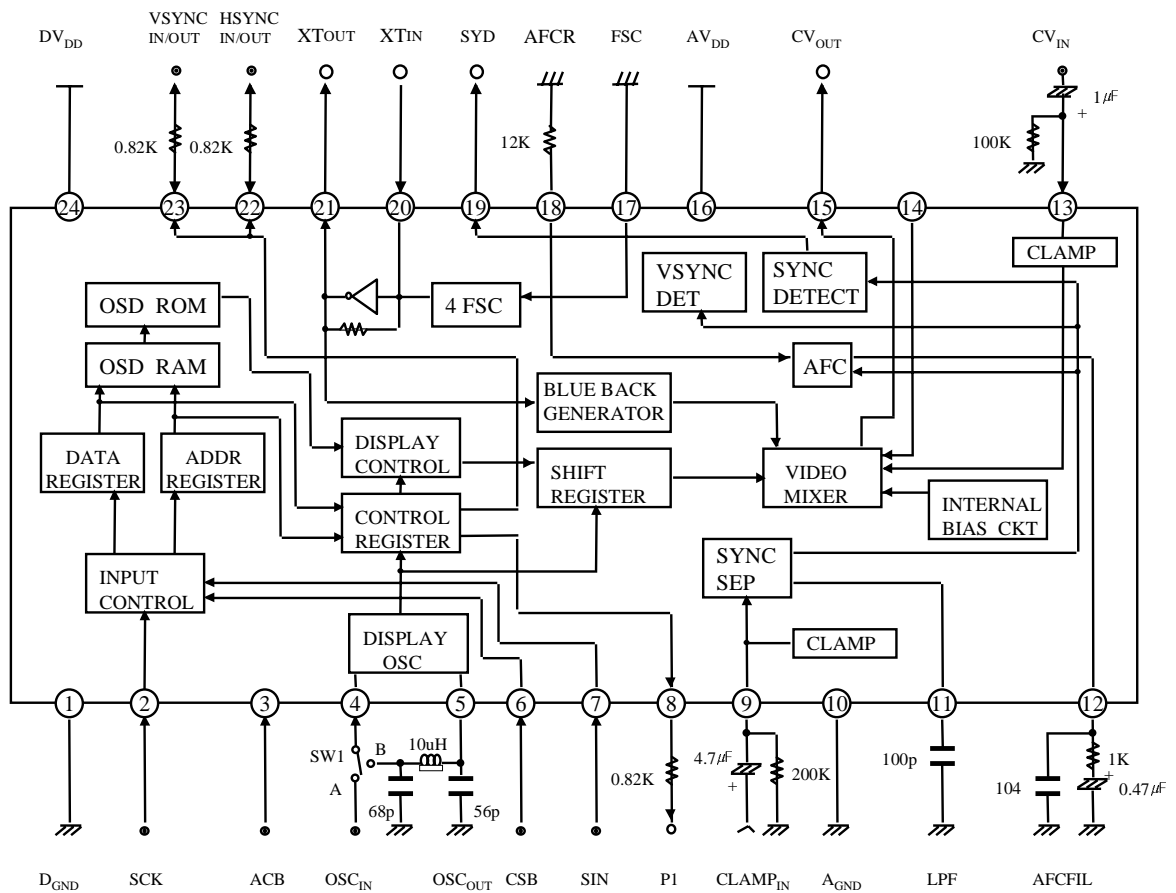 DVDD
VSYNC
IN/OUT
HSYNC
IN/OUT
XTOUT
XTIN
SYD
AFCR
FSC
AVDD
CVOUT
CVIN
0.82K
0.82K
12K
100K
1μF
+
24
23
22
21
20
19
18
17
16
15
14
13
CLAMP
VSYNC
DET
SYNC
DETECT
OSD ROM
4 FSC
OSD RAM
AFC
BLUE BACK
GENERATOR
DATA
REGISTER
ADDR
REGISTER
DISPLAY
CONTROL
SHIFT
REGISTER
VIDEO
MIXER
CONTROL
REGISTER
INTERNAL
BIAS CKT
INPUT
CONTROL
SYNC
SEP
DISPLAY
OSC
CLAMP
1
2
3
4
5
6
7
8
9
10
11
12
SW1
B
A
10uH
68p
56p
0.82K
4.7μF
+
200K
100p
104
1K
+
0.47μF
DGND
SCK
ACB
OSCIN
OSCOUT
CSB
SIN
P1
CLAMPIN
AGND
LPF
AFCFIL